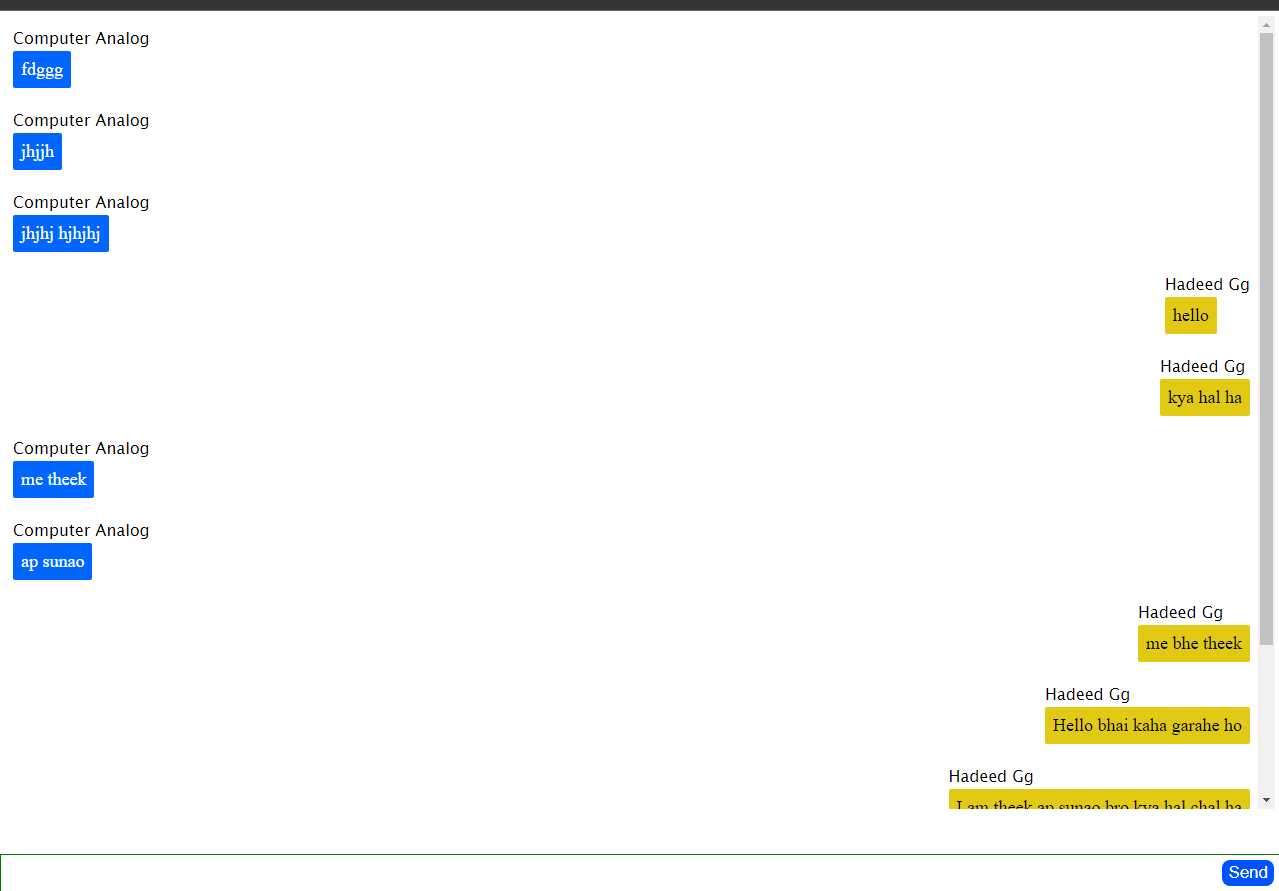 Computer Analog
fdggg
Computer Analog
jhjjh
Computer Analog
jhjhj hjhjhj
Hadeed Gg
hello
Hadeed Gg
kya hal ha
Computer Analog
me theek
Computer Analog
ap sunao
Hadeed Gg
me bhe theek
Hadeed Gg
Hello bhai kaha garahe ho
Hadeed Gg
I am theek ap sunao bro kya hal chal ha
Send